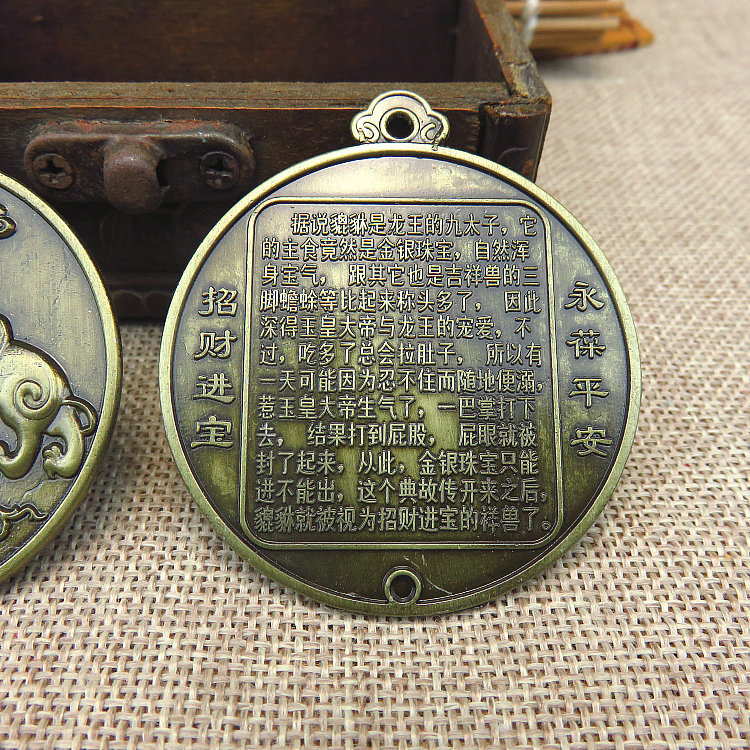 据说貔貅是龙王的九太子，它
的主食竟然是金银珠宝，自然浑
身宝气， 跟其它也是吉祥兽的三
脚蟾蜍等比起来称头多了， 因此
深得玉皇大帝与龙王的宠爱，不
过，吃多了总会拉肚子， 所以有
一天可能因为忍不住而随地便溺，
惹玉皇大帝生气了，一巴掌打下
去， 结果打到屁股， 屁眼就被
封了起来，从此，金银珠宝只能
进不能出，这个典故传开来之后，
貔貅就被视为招财进宝的祥兽了。
招财进宝
永葆平安